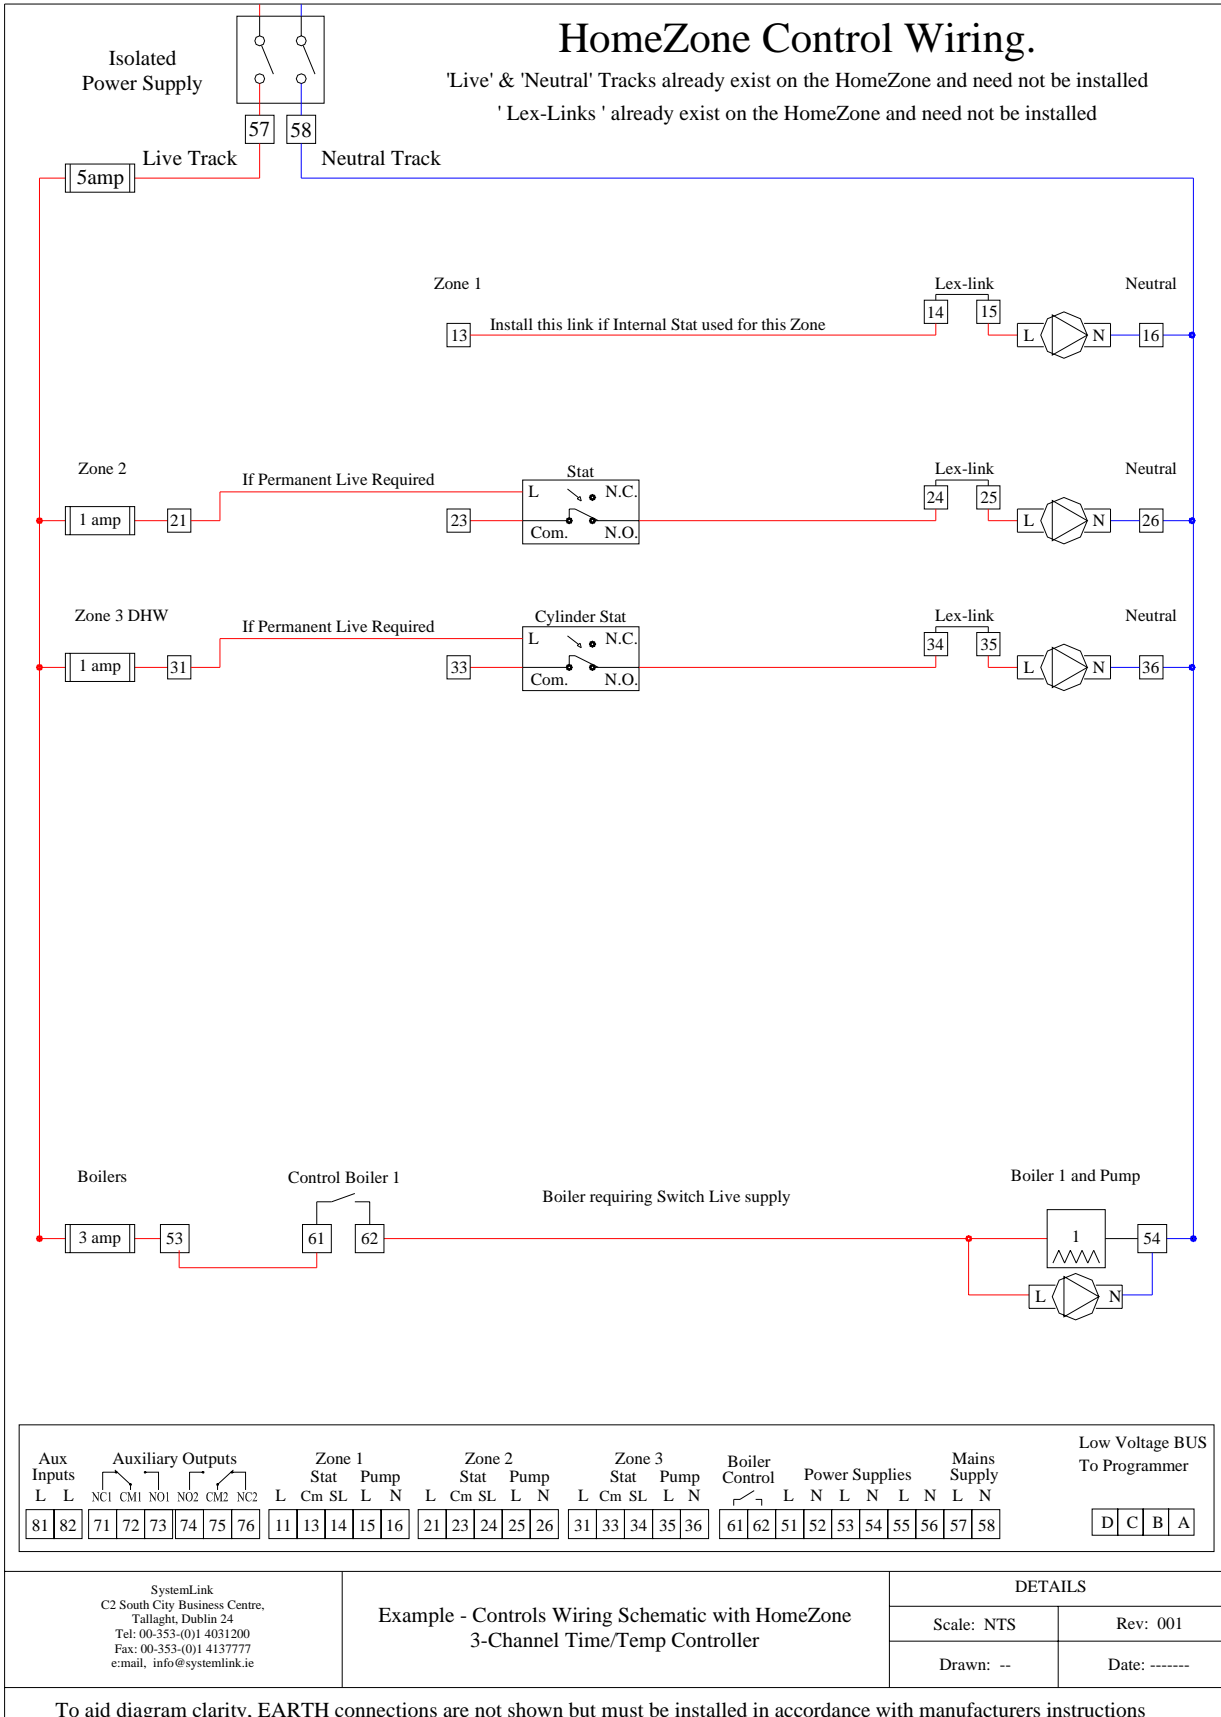 HomeZone Control Wiring.
Isolated
Power Supply
'Live' & 'Neutral' Tracks already exist on the HomeZone and need not be installed
' Lex-Links ' already exist on the HomeZone and need not be installed
57 58
Live Track Neutral Track
5amp
Zone 1 Lex-link Neutral
13 Install this link if Internal Stat used for this Zone 14 15 L N 16
Zone 2 If Permanent Live Required Stat Lex-link Neutral
L N.C.
1 amp 21 23 24 25 L N 26
Com. N.O.
Zone 3 DHW If Permanent Live Required Cylinder Stat Lex-link Neutral
L N.C.
1 amp 31 33 34 35 L N 36
Com. N.O.
Boilers Control Boiler 1 Boiler requiring Switch Live supply Boiler 1 and Pump
3 amp 53 61 62 1 54
L N
Low Voltage BUS
To Programmer
Aux Auxiliary Outputs Zone 1 Zone 2 Zone 3 Boiler Power Supplies Mains
Inputs Stat Pump Stat Pump Stat Pump Control Supply
L L NC1 CM1 NO1 NO2 CM2 NC2 L Cm SL L N L Cm SL L N L Cm SL L N L N L N L N L N
81 82 71 72 73 74 75 76 11 13 14 15 16 21 23 24 25 26 31 33 34 35 36 61 62 51 52 53 54 55 56 57 58 D C B A
SystemLink
C2 South City Business Centre,
Tallaght, Dublin 24
Tel: 00-353-(0)1 4031200
Fax: 00-353-(0)1 4137777
e:mail, info@systemlink.ie
Example - Controls Wiring Schematic with HomeZone
3-Channel Time/Temp Controller
DETAILS
Scale: NTS Rev: 001
Drawn: -- Date: -------
To aid diagram clarity, EARTH connections are not shown but must be installed in accordance with manufacturers instructions